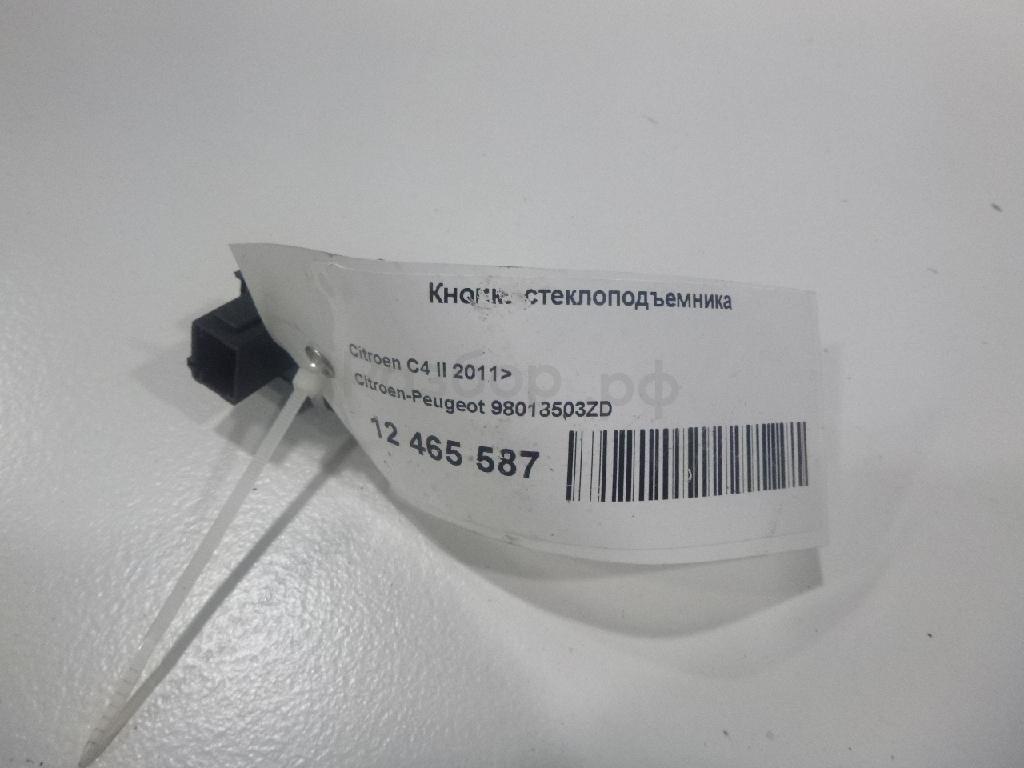 Кнопка стеклоподъемника
Citroen C4 II 2011>
Citroen-Peugeot 98013503ZD
12 465 587